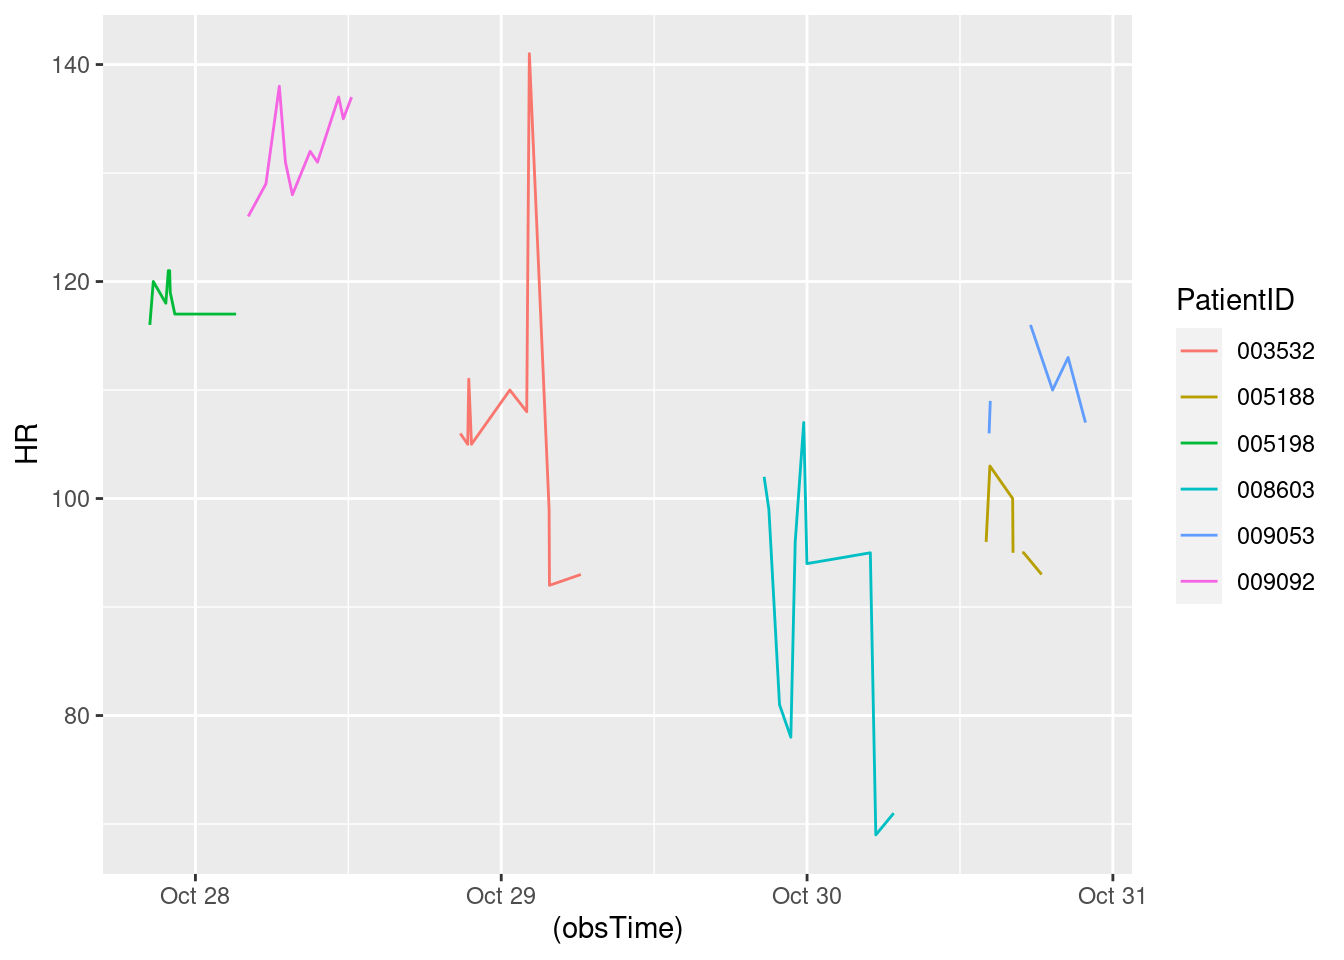 140
120
100
80
HR
Oct 28
Oct 29
Oct 30
Oct 31
(obsTime)
PatientID
003532
005188
005198
008603
009053
009092